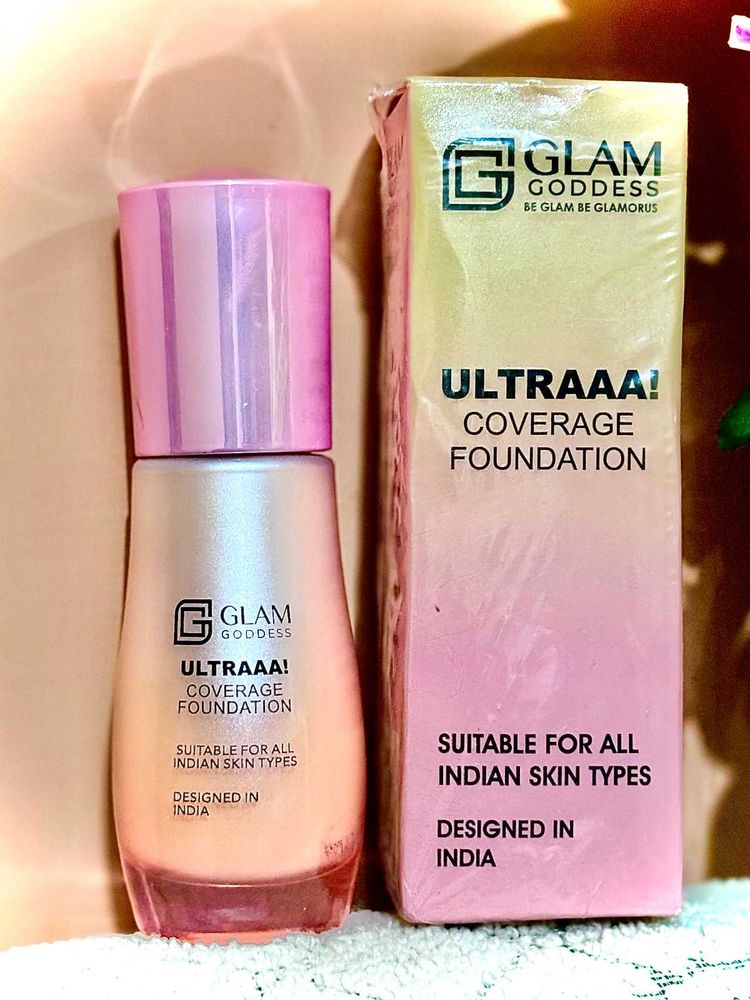 GLAM
GODDESS
ULTRAAA!
COVERAGE
FOUNDATION
SUITABLE FOR ALL
INDIAN SKIN TYPES
DESIGNED IN
INDIA
GLAM
GODDESS
BE GLAM BE GLAMORUS
ULTRAAA!
COVERAGE
FOUNDATION
SUITABLE FOR ALL
INDIAN SKIN TYPES
DESIGNED IN
INDIA